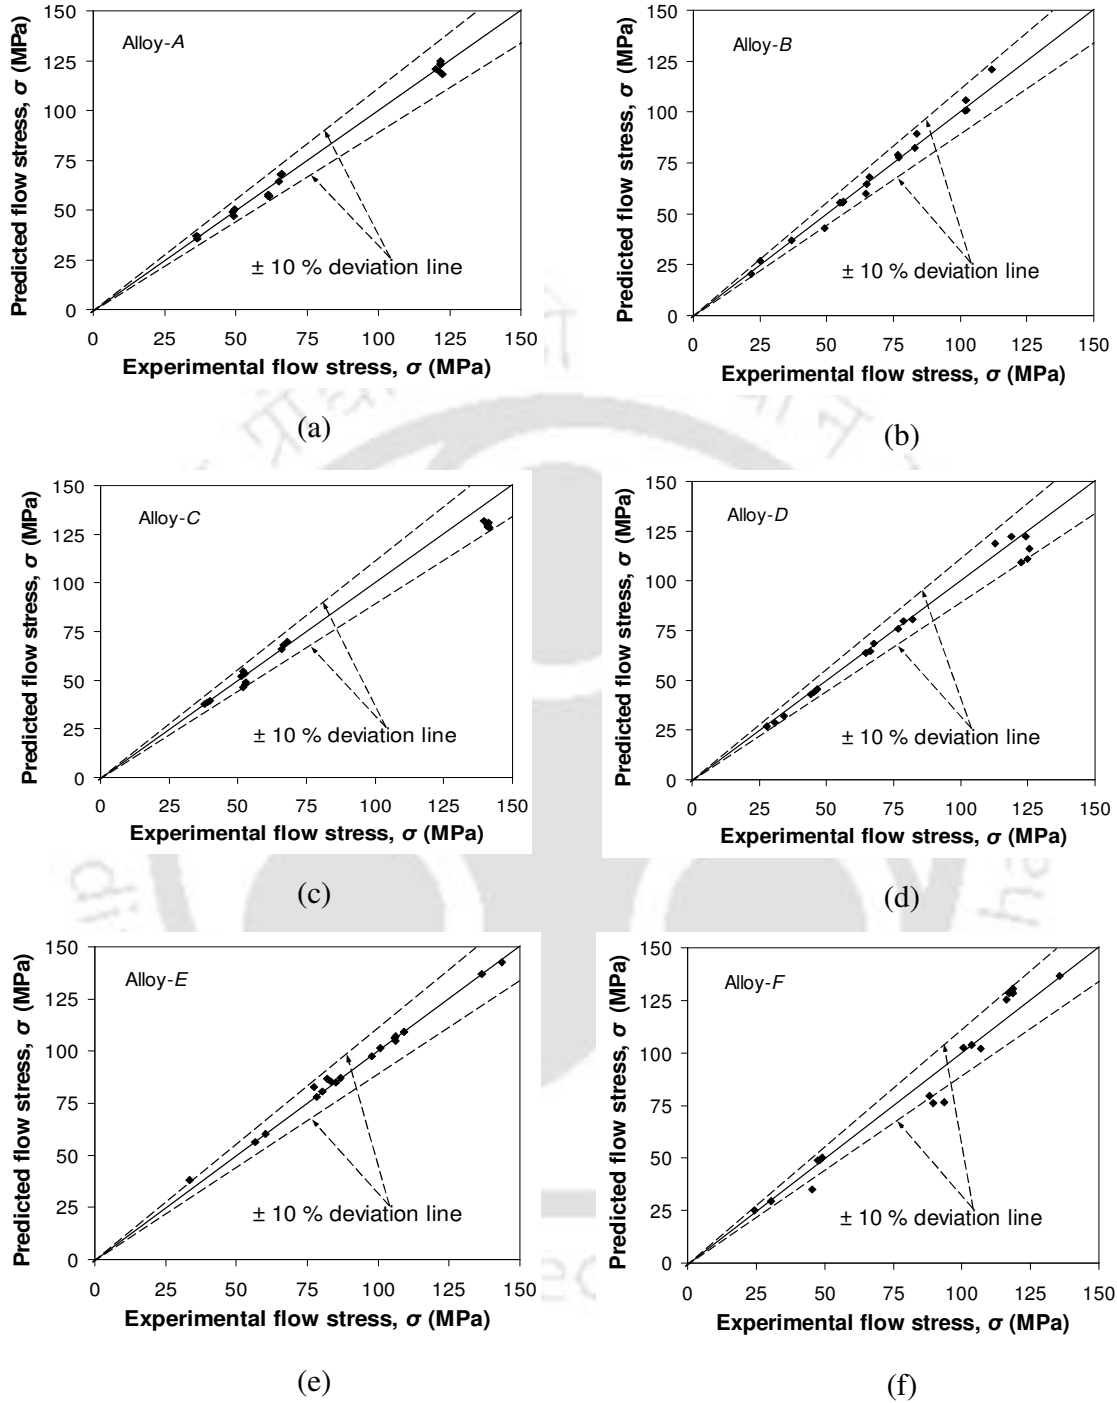 Alloy-A
Predicted flow stress, σ (MPa)
150
125
100
75
50
25
0
± 10 % deviation line
0 25 50 75 100 125 150
Experimental flow stress, σ (MPa)
(a)
Alloy-B
Predicted flow stress, σ (MPa)
150
125
100
75
50
25
0
± 10 % deviation line
0 25 50 75 100 125 150
Experimental flow stress, σ (MPa)
(b)
Alloy-C
Predicted flow stress, σ (MPa)
150
125
100
75
50
25
0
± 10 % deviation line
0 25 50 75 100 125 150
Experimental flow stress, σ (MPa)
(c)
Alloy-D
Predicted flow stress, σ (MPa)
150
125
100
75
50
25
0
± 10 % deviation line
0 25 50 75 100 125 150
Experimental flow stress, σ (MPa)
(d)
Alloy-E
Predicted flow stress, σ (MPa)
150
125
100
75
50
25
0
± 10 % deviation line
0 25 50 75 100 125 150
Experimental flow stress, σ (MPa)
(e)
Alloy-F
Predicted flow stress, σ (MPa)
150
125
100
75
50
25
0
± 10 % deviation line
0 25 50 75 100 125 150
Experimental flow stress, σ (MPa)
(f)